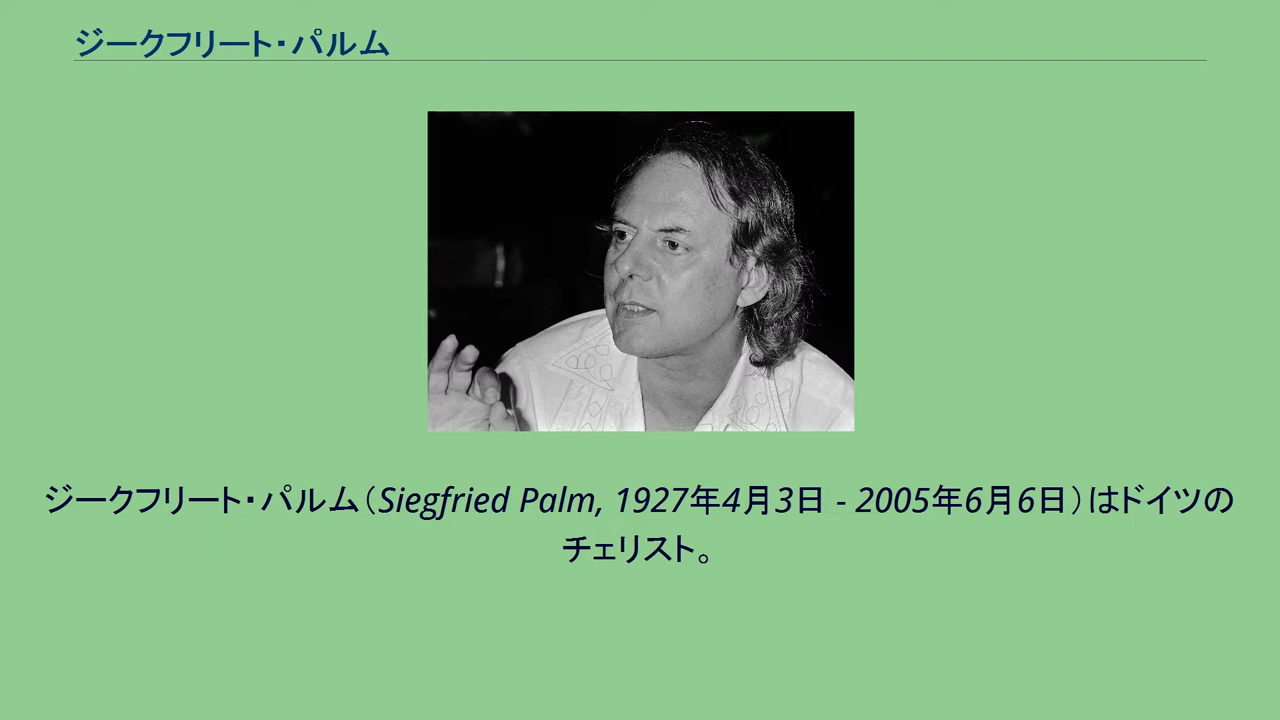 ジークフリート・パルム
ジークフリート・パルム（Siegfried Palm, 1927年4月3日 - 2005年6月6日）はドイツの
チェリスト。